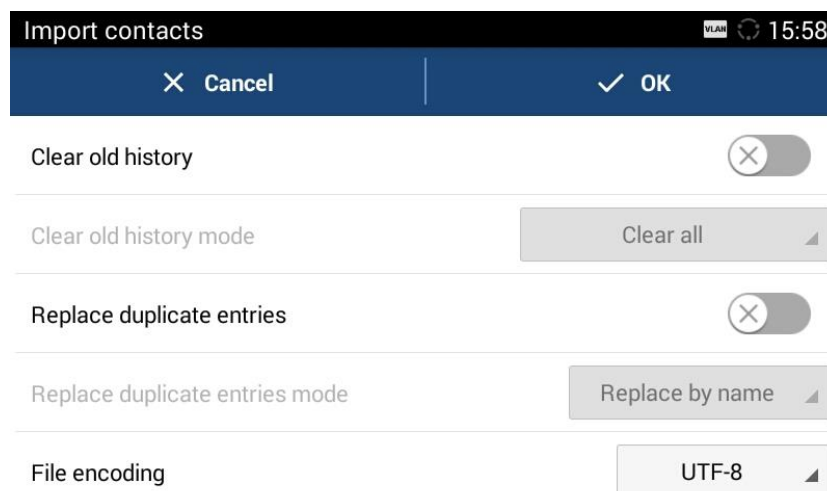 Import contacts VLAN 15:58
Cancel OK
Clear old history
Clear old history mode Clear all
Replace duplicate entries
Replace duplicate entries mode Replace by name
File encoding UTF-8